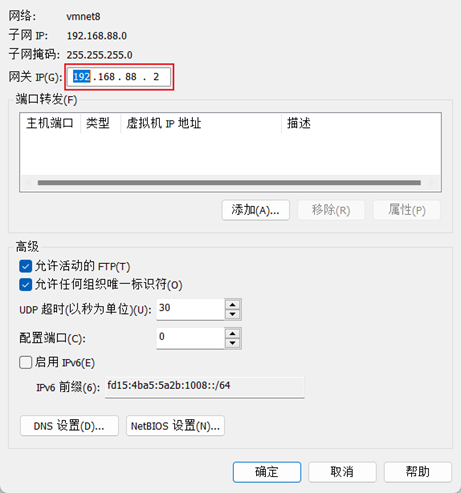 网络: vmnet8
子网 IP: 192.168.88.0
子网掩码: 255.255.255.0
网关 IP(G): 192 . 168 . 88 . 2
端口转发(F)
主机端口 类型 虚拟机 IP 地址 描述
添加(A)... 移除(R) 属性(P)
高级
允许活动的 FTP(T)
允许任何组织唯一标识符(O)
UDP 超时(以秒为单位)(U): 30
配置端口(C): 0
启用 IPv6(E)
IPv6 前缀(6): fd15:4ba5:5a2b:1008::/64
DNS 设置(D)... NetBIOS 设置(N)...
确定 取消 帮助